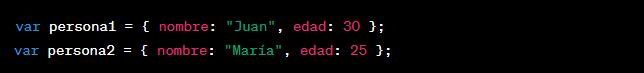 var persona1 = { nombre: "Juan", edad: 30 };
var persona2 = { nombre: "María", edad: 25 };